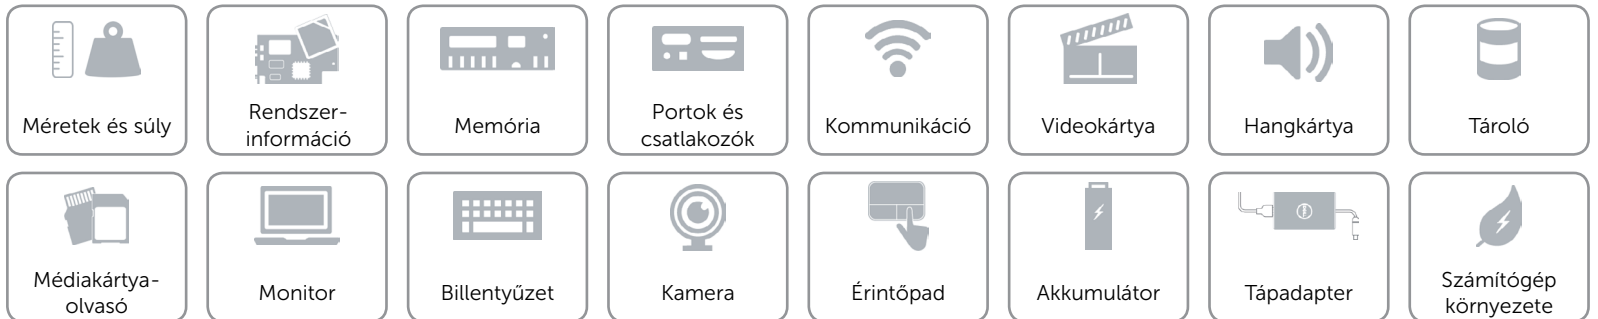 Méretek és súly
Rendszer-
információ
Memória
Portok és
csatlakozók
Kommunikáció
Videokártya
Hangkártya
Tároló
Médiakártya-
olvasó
Monitor
Billentyűzet
Kamera
Érintőpad
Akkumulátor
Tápadapter
Számítógép
környezete